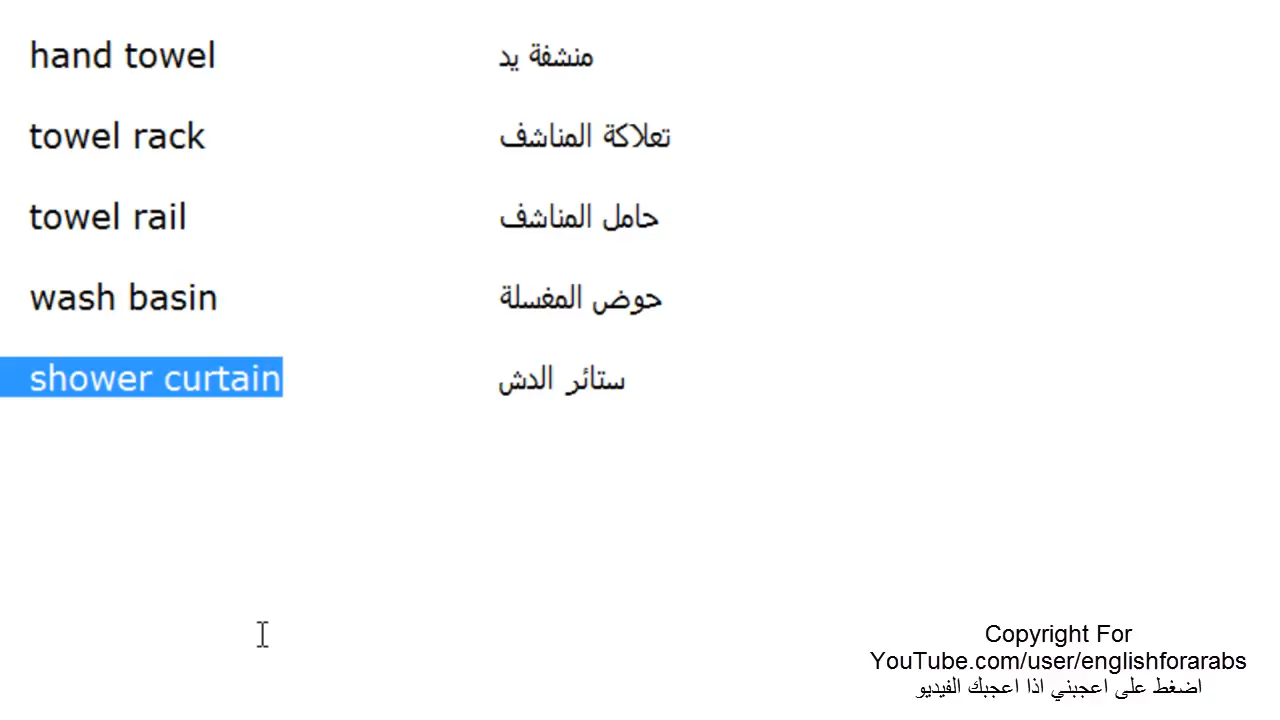 hand towel منشفة يد
towel rack تعلاكة المناشف
towel rail حامل المناشف
wash basin حوض المغسلة
shower curtain ستائر الدش
Copyright For
YouTube.com/user/englishforarabs
اضغط على اعجبني اذا اعجبك الفيديو